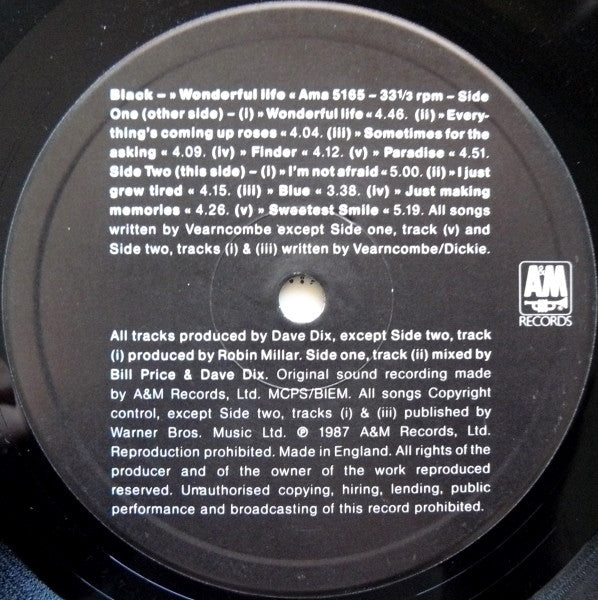 Black – » Wonderful life « Ama 5165 – 33 1/3 rpm – Side
One (other side) – (i) » Wonderful life « 4.46. (ii) » Every-
thing's coming up roses « 4.04. (iii) » Sometimes for the
asking « 4.09. (iv) » Finder « 4.12. (v) » Paradise « 4.51.
Side Two (this side) – (i) » I'm not afraid « 5.00. (ii) » I just
grew tired « 4.15. (iii) » Blue « 3.38. (iv) » Just making
memories « 4.26. (v) » Sweetest Smile « 5.19. All songs
written by Vearncombe except Side one, track (v) and
Side two, tracks (i) & (iii) written by Vearncombe/Dickie.
A&M
RECORDS
All tracks produced by Dave Dix, except Side two, track
(i) produced by Robin Millar. Side one, track (ii) mixed by
Bill Price & Dave Dix. Original sound recording made
by A&M Records, Ltd. MCPS/BIEM. All songs Copyright
control, except Side two, tracks (i) & (iii) published by
Warner Bros. Music Ltd. ℗ 1987 A&M Records, Ltd.
Reproduction prohibited. Made in England. All rights of the
producer and of the owner of the work reproduced
reserved. Unauthorised copying, hiring, lending, public
performance and broadcasting of this record prohibited.